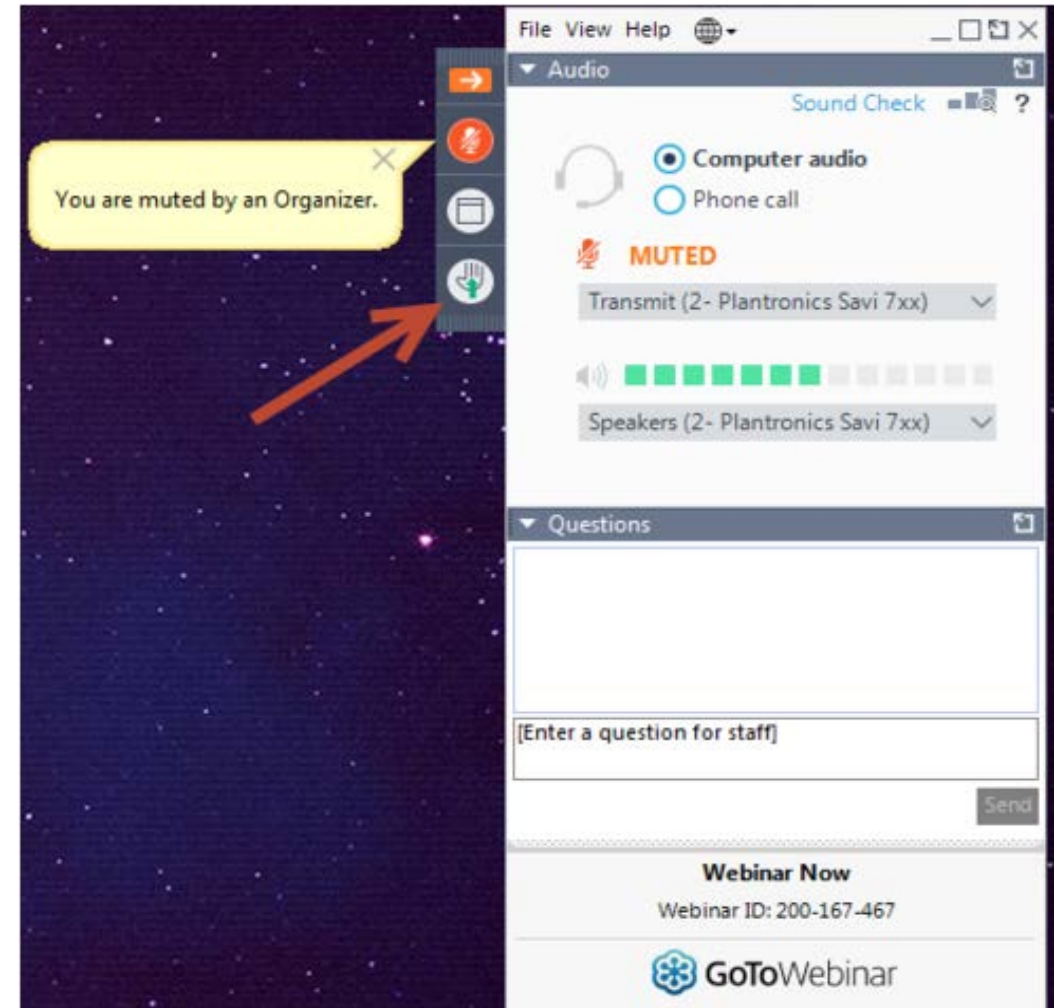 File View Help
Audio
Sound Check ?
You are muted by an Organizer.
Computer audio
Phone call
MUTED
Transmit (2- Plantronics Savi 7xx)
Speakers (2- Plantronics Savi 7xx)
Questions
[Enter a question for staff]
Send
Webinar Now
Webinar ID: 200-167-467
GoToWebinar